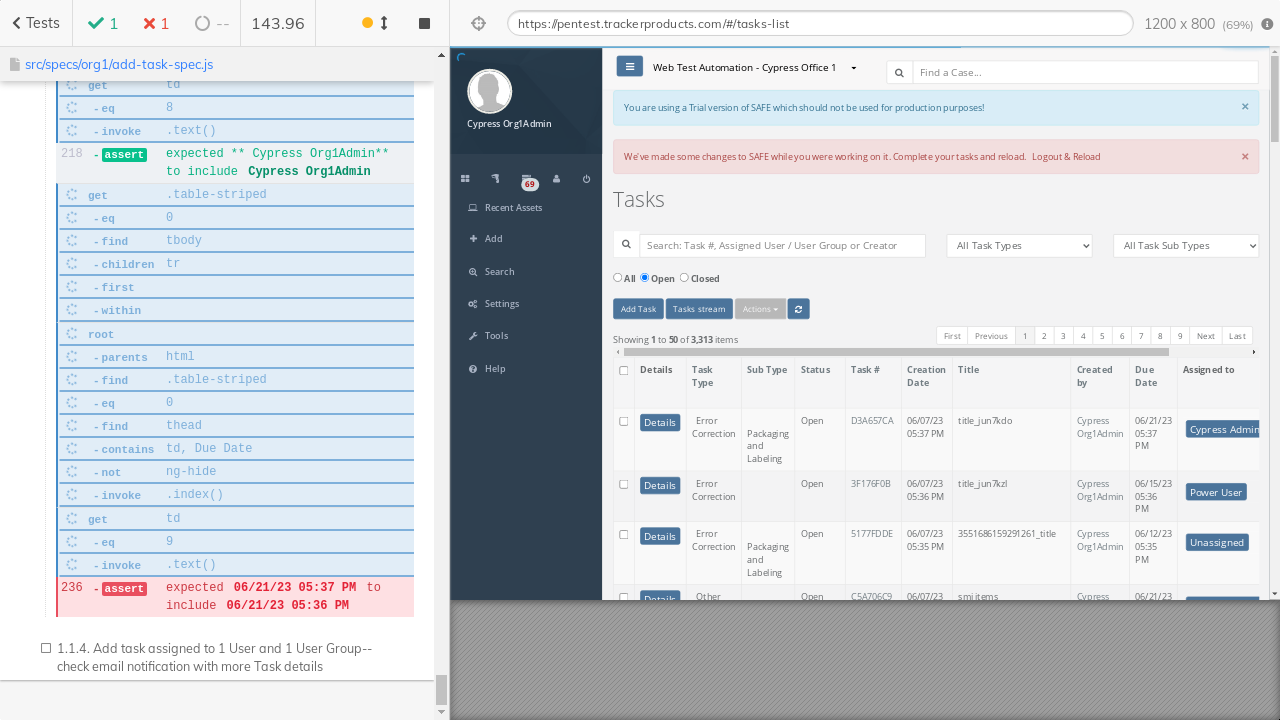 Tests
1
1
--
143.96
https://pentest.trackerproducts.com/#/tasks-list
1200 x 800 (69%)
src/specs/org1/add-task-spec.js
get td
-eq 8
-invoke .text()
218 -assert expected ** Cypress Org1Admin**
to include Cypress Org1Admin
get .table-striped
-eq 0
-find tbody
-children tr
-first
-within
root
-parents html
-find .table-striped
-eq 0
-find thead
-contains td, Due Date
-not ng-hide
-invoke .index()
get td
-eq 9
-invoke .text()
236 -assert expected 06/21/23 05:37 PM to
include 06/21/23 05:36 PM
1.1.4. Add task assigned to 1 User and 1 User Group--
check email notification with more Task details
Cypress Org1Admin
69
Recent Assets
Add
Search
Settings
Tools
Help
Web Test Automation - Cypress Office 1
Find a Case...
You are using a Trial version of SAFE which should not be used for production purposes!
×
We've made some changes to SAFE while you were working on it. Complete your tasks and reload. Logout & Reload
×
Tasks
Search: Task #, Assigned user / User Group or Creator
All Task Types
All Task Sub Types
All Open Closed
Add Task Tasks stream Actions
Showing 1 to 50 of 3,313 items
First Previous 1 2 3 4 5 6 7 8 9 Next Last
Details Task Type Sub Type Status Task # Creation Date Title Created by Due Date Assigned to
Details Error Correction Packaging and Labeling Open D3A657CA 06/07/23 05:37 PM title_jun7kdo Cypress Org1Admin 06/21/23 05:37 PM Cypress Admin
Details Error Correction Open 3F176F0B 06/07/23 05:36 PM title_jun7kzl Cypress Org1Admin 06/15/23 05:36 PM Power User
Details Error Correction Packaging and Labeling Open 5177FDDE 06/07/23 05:35 PM 3551686159291261_title Cypress Org1Admin 06/12/23 05:35 PM Unassigned
Details Other Open C5A706C9 06/07/23 smj items Cypress 06/21/23